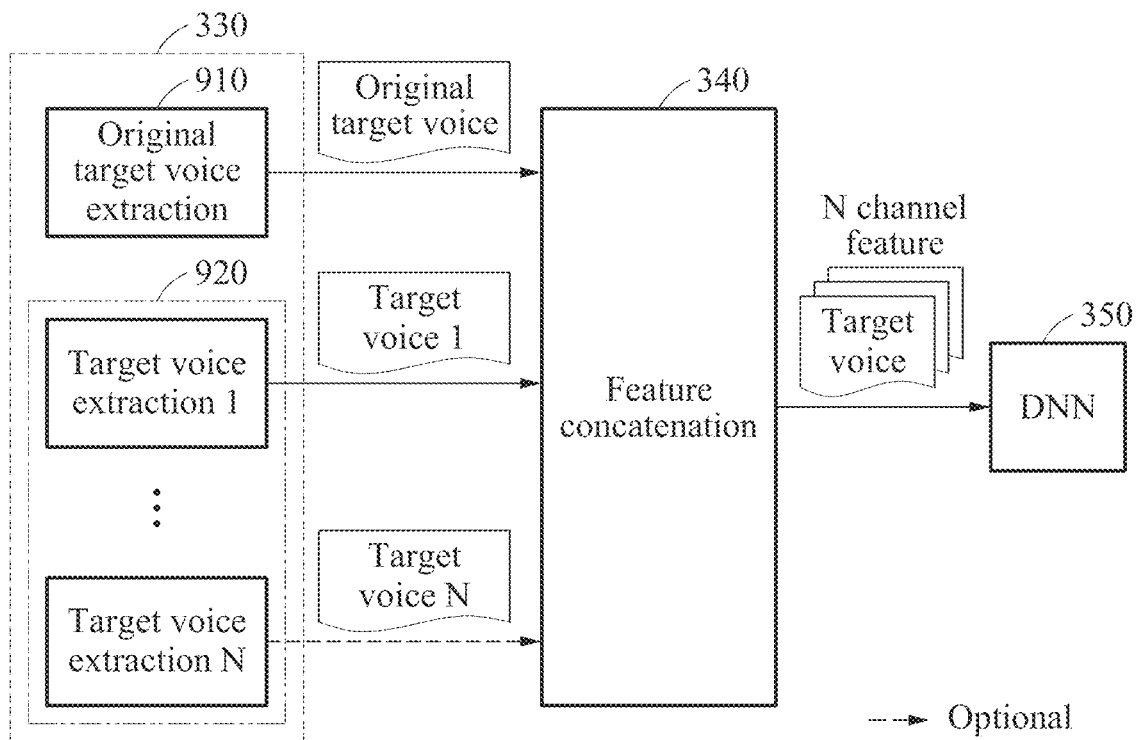 330
910
Original
target voice
extraction
Original
target voice
340
920
Target voice
extraction 1
Target
voice 1
Feature
concatenation
N channel
feature
Target
voice
350
DNN
Target voice
extraction N
Target
voice N
Optional